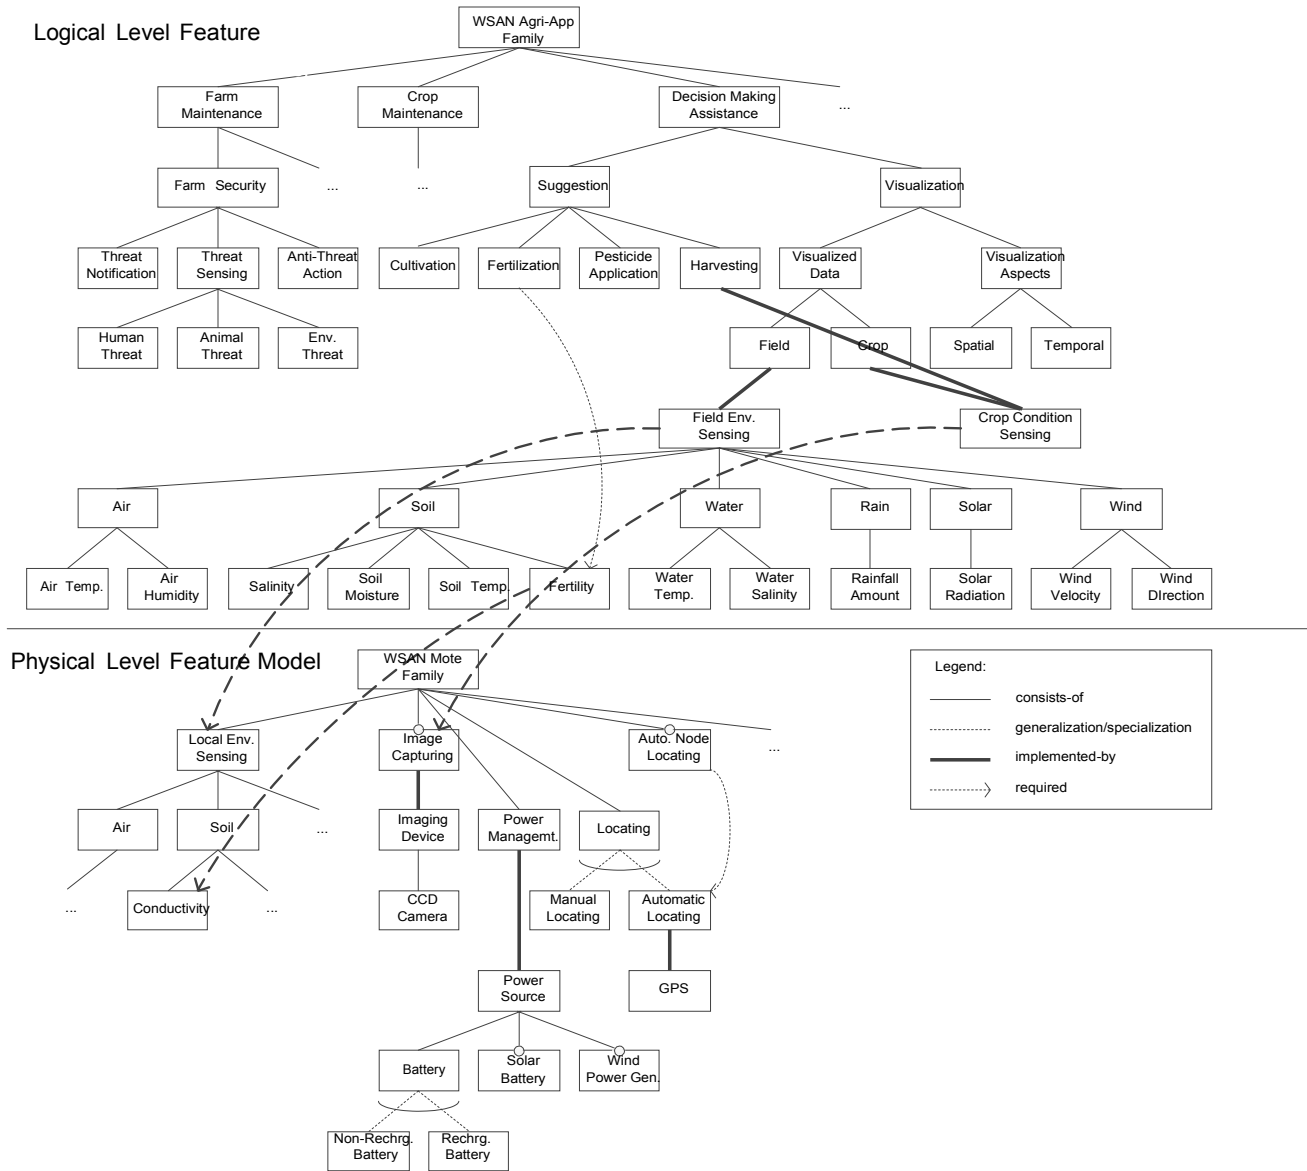 Logical Level Feature
WSAN Agri-App
Family
Farm
Maintenance
Crop
Maintenance
Decision Making
Assistance
...
Farm Security
...
...
Suggestion
Visualization
Threat
Notification
Threat
Sensing
Anti-Threat
Action
Cultivation
Fertilization
Pesticide
Application
Harvesting
Visualized
Data
Visualization
Aspects
Human
Threat
Animal
Threat
Env.
Threat
Field
Crop
Spatial
Temporal
Field Env.
Sensing
Crop Condition
Sensing
Air
Soil
Water
Rain
Solar
Wind
Air Temp.
Air
Humidity
Salinity
Soil
Moisture
Soil Temp.
Fertility
Water
Temp.
Water
Salinity
Rainfall
Amount
Solar
Radiation
Wind
Velocity
Wind
DIrection
Physical Level Feature Model
WSAN Mote
Family
Legend:
consists-of
generalization/specialization
implemented-by
required
Local Env.
Sensing
Image
Capturing
Auto. Node
Locating
...
Air
Soil
...
Imaging
Device
Power
Managemt.
Locating
...
Conductivity
...
CCD
Camera
Manual
Locating
Automatic
Locating
Power
Source
GPS
Battery
Solar
Battery
Wind
Power Gen.
Non-Rechrg.
Battery
Rechrg.
Battery